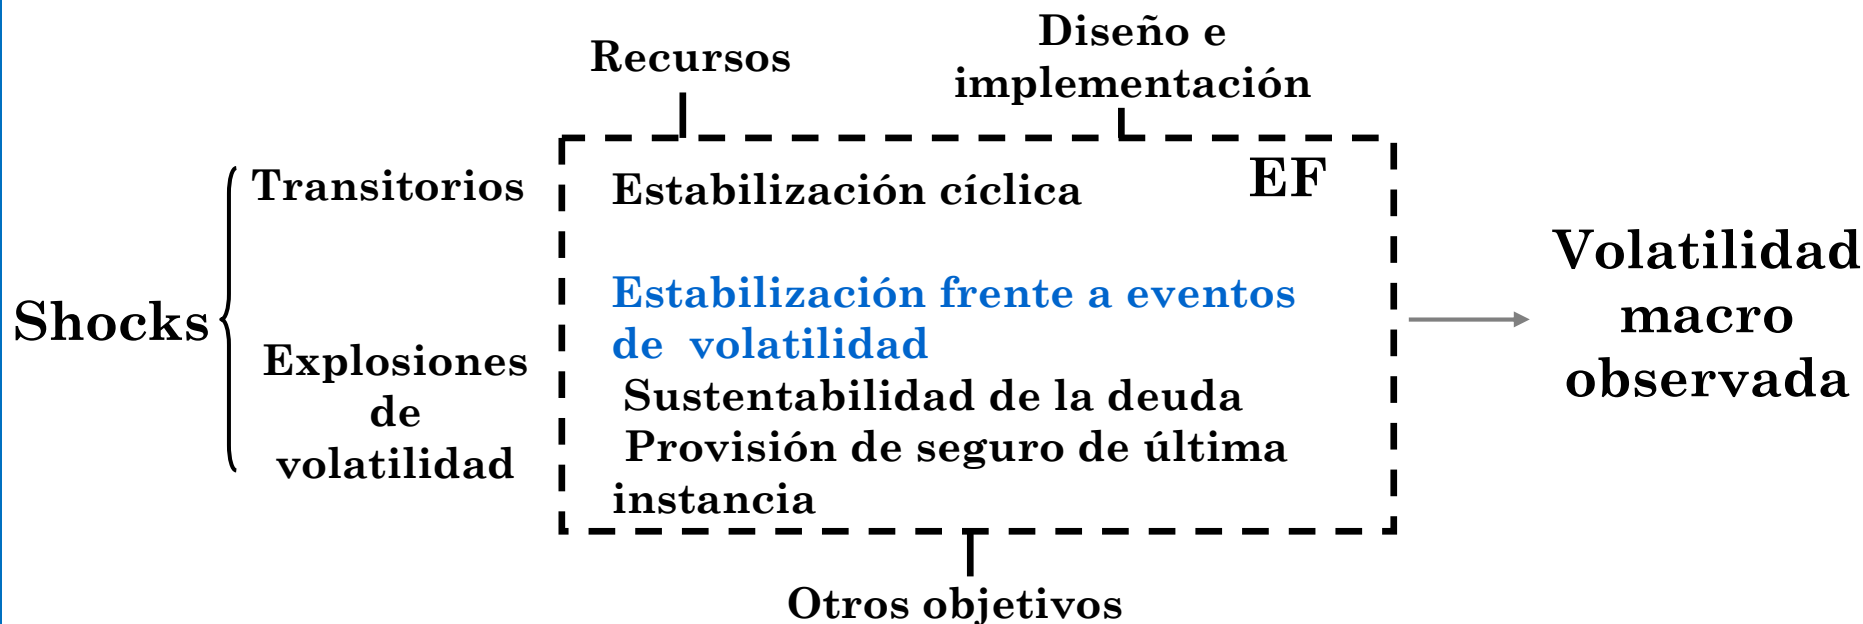 Recursos
Diseño e
implementación
Transitorios
Estabilización cíclica
EF
Shocks
Explosiones
de
volatilidad
Estabilización frente a eventos
de volatilidad
Sustentabilidad de la deuda
Provisión de seguro de última
instancia
Volatilidad
macro
observada
Otros objetivos